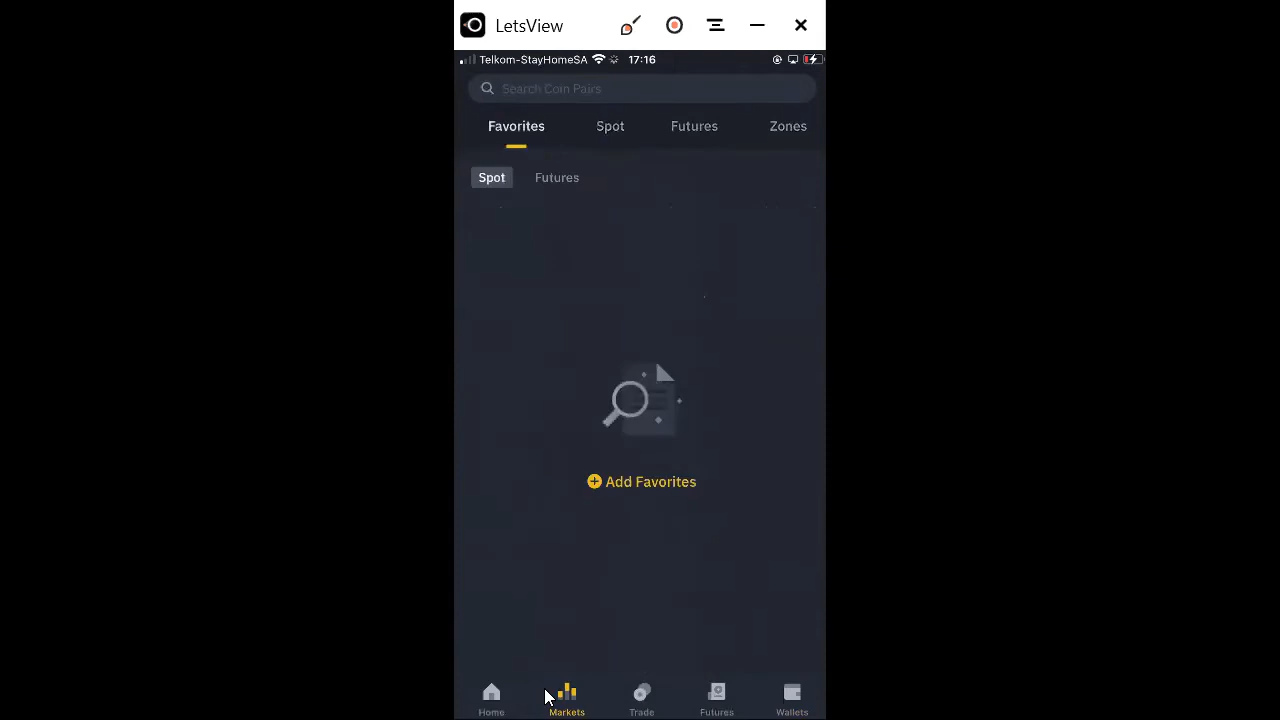 LetsView
Telkom-StayHomeSA 17:16
Search Coin Pairs
Favorites Spot Futures Zones
Spot Futures
Add Favorites
Home Markets Trade Futures Wallets